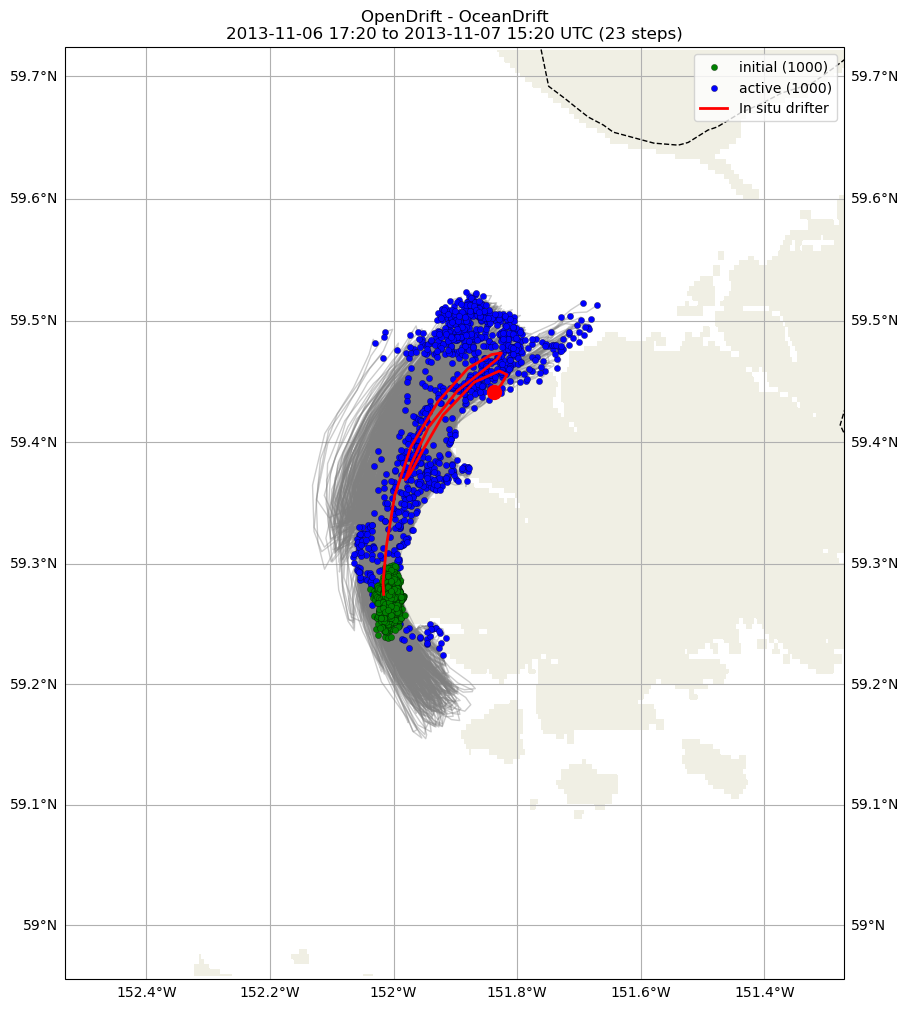 OpenDrift - OceanDrift
2013-11-06 17:20 to 2013-11-07 15:20 UTC (23 steps)
initial (1000)
active (1000)
In situ drifter
59.7°N
59.7°N
59.6°N
59.6°N
59.5°N
59.5°N
59.4°N
59.4°N
59.3°N
59.3°N
59.2°N
59.2°N
59.1°N
59.1°N
59°N
59°N
152.4°W
152.2°W
152°W
151.8°W
151.6°W
151.4°W